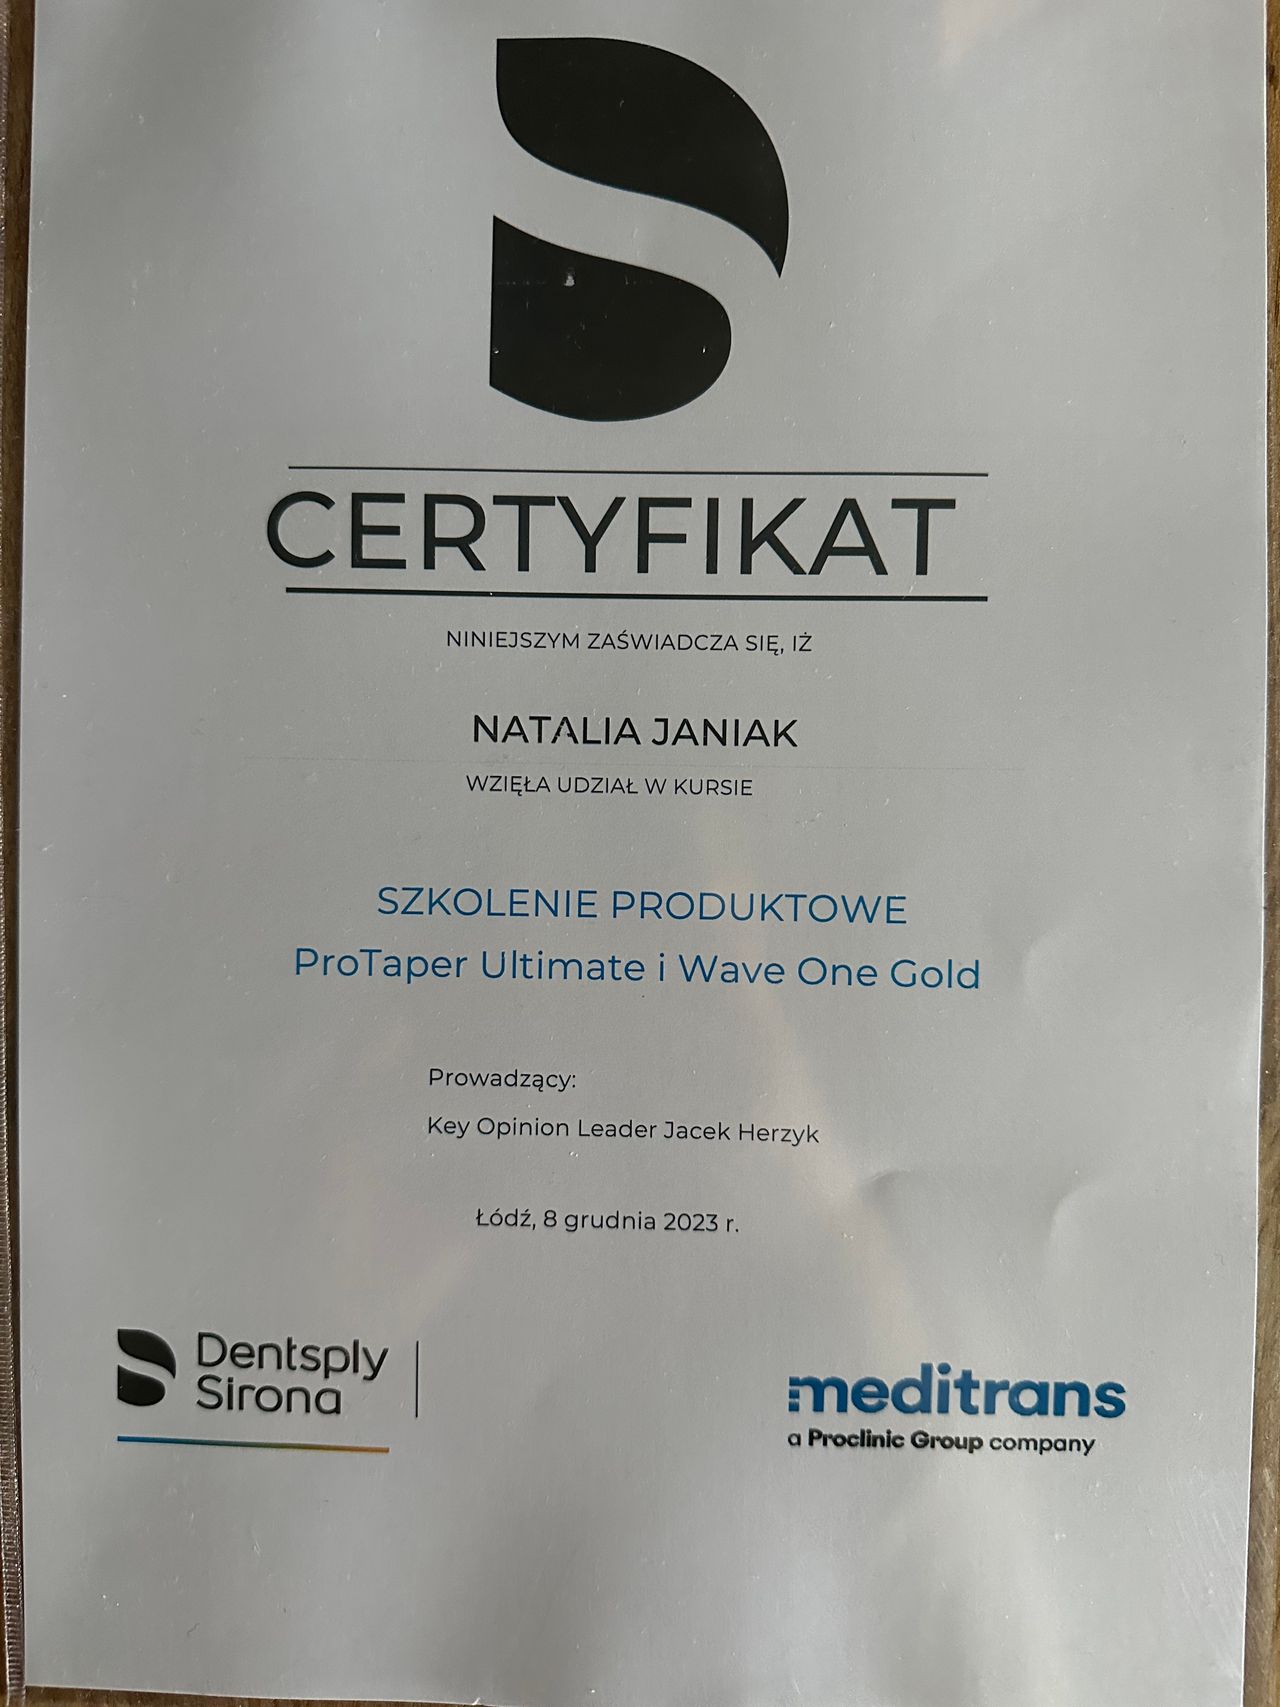 CERTYFIKAT
NINIEJSZYM ZAŚWIADCZA SIĘ, IŻ
NATALIA JANIAK
WZIĘŁA UDZIAŁ W KURSIE
SZKOLENIE PRODUKTOWE
ProTaper Ultimate i Wave One Gold
Prowadzący:
Key Opinion Leader Jacek Herzyk
Łódź, 8 grudnia 2023 r.
Dentsply
Sirona
meditrans
a Proclinic Group company